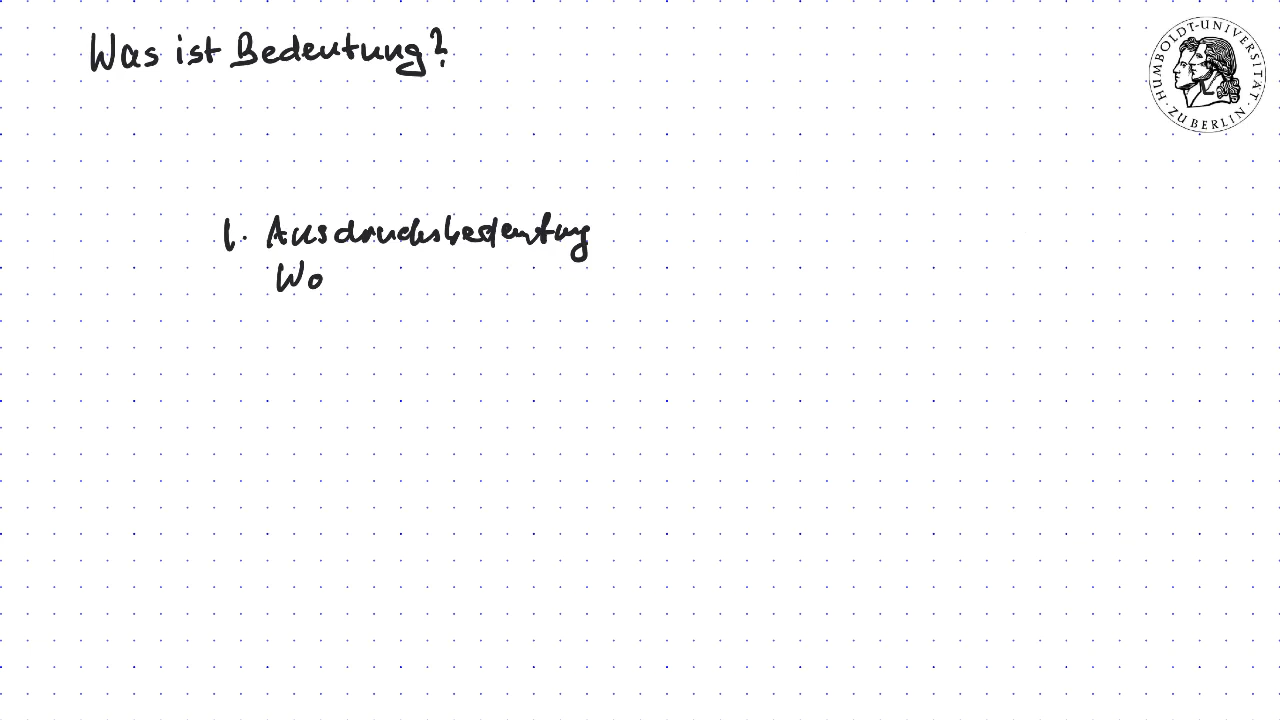 Was ist Bedeutung?
HUMBOLDT-UNIVERSITÄT ZU BERLIN
1. Ausdrucksbedeutung
Wo